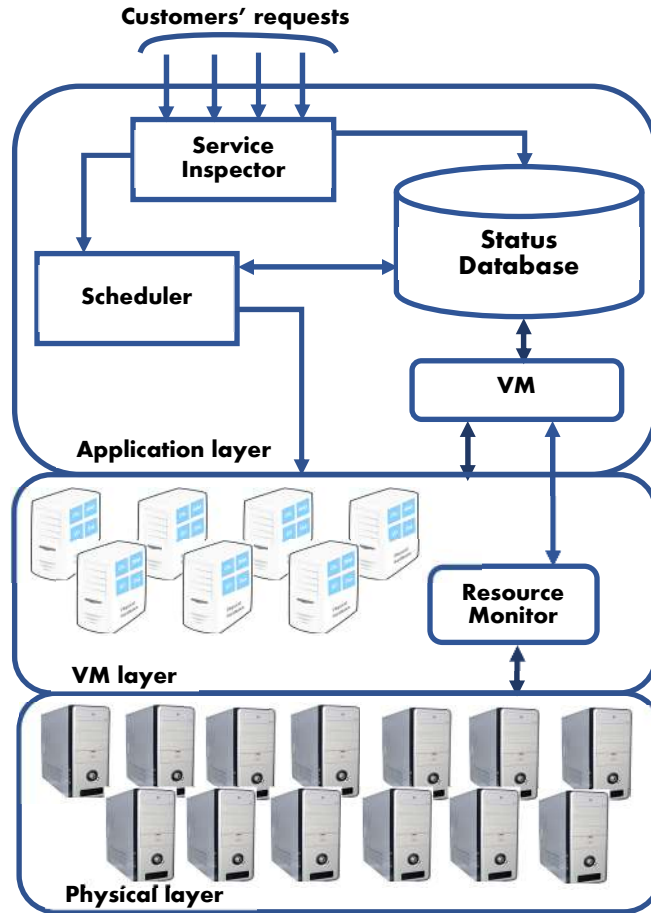 Customers’ requests
Service
Inspector
Status
Database
Scheduler
VM
Application layer
Resource
Monitor
VM layer
Physical layer